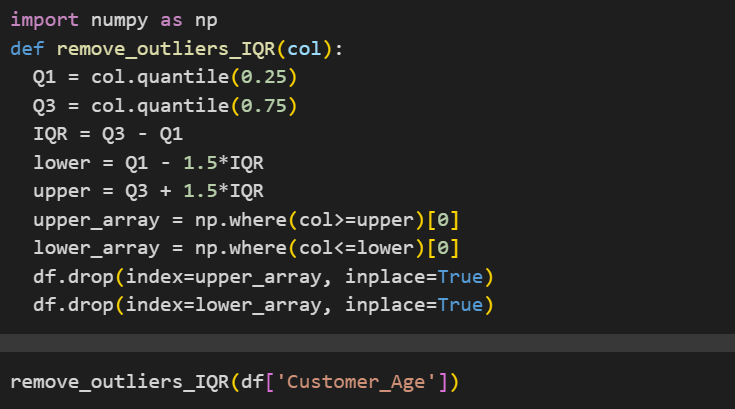 import numpy as np
def remove_outliers_IQR(col):
  Q1 = col.quantile(0.25)
  Q3 = col.quantile(0.75)
  IQR = Q3 - Q1
  lower = Q1 - 1.5*IQR
  upper = Q3 + 1.5*IQR
  upper_array = np.where(col>=upper)[0]
  lower_array = np.where(col<=lower)[0]
  df.drop(index=upper_array, inplace=True)
  df.drop(index=lower_array, inplace=True)
remove_outliers_IQR(df['Customer_Age'])